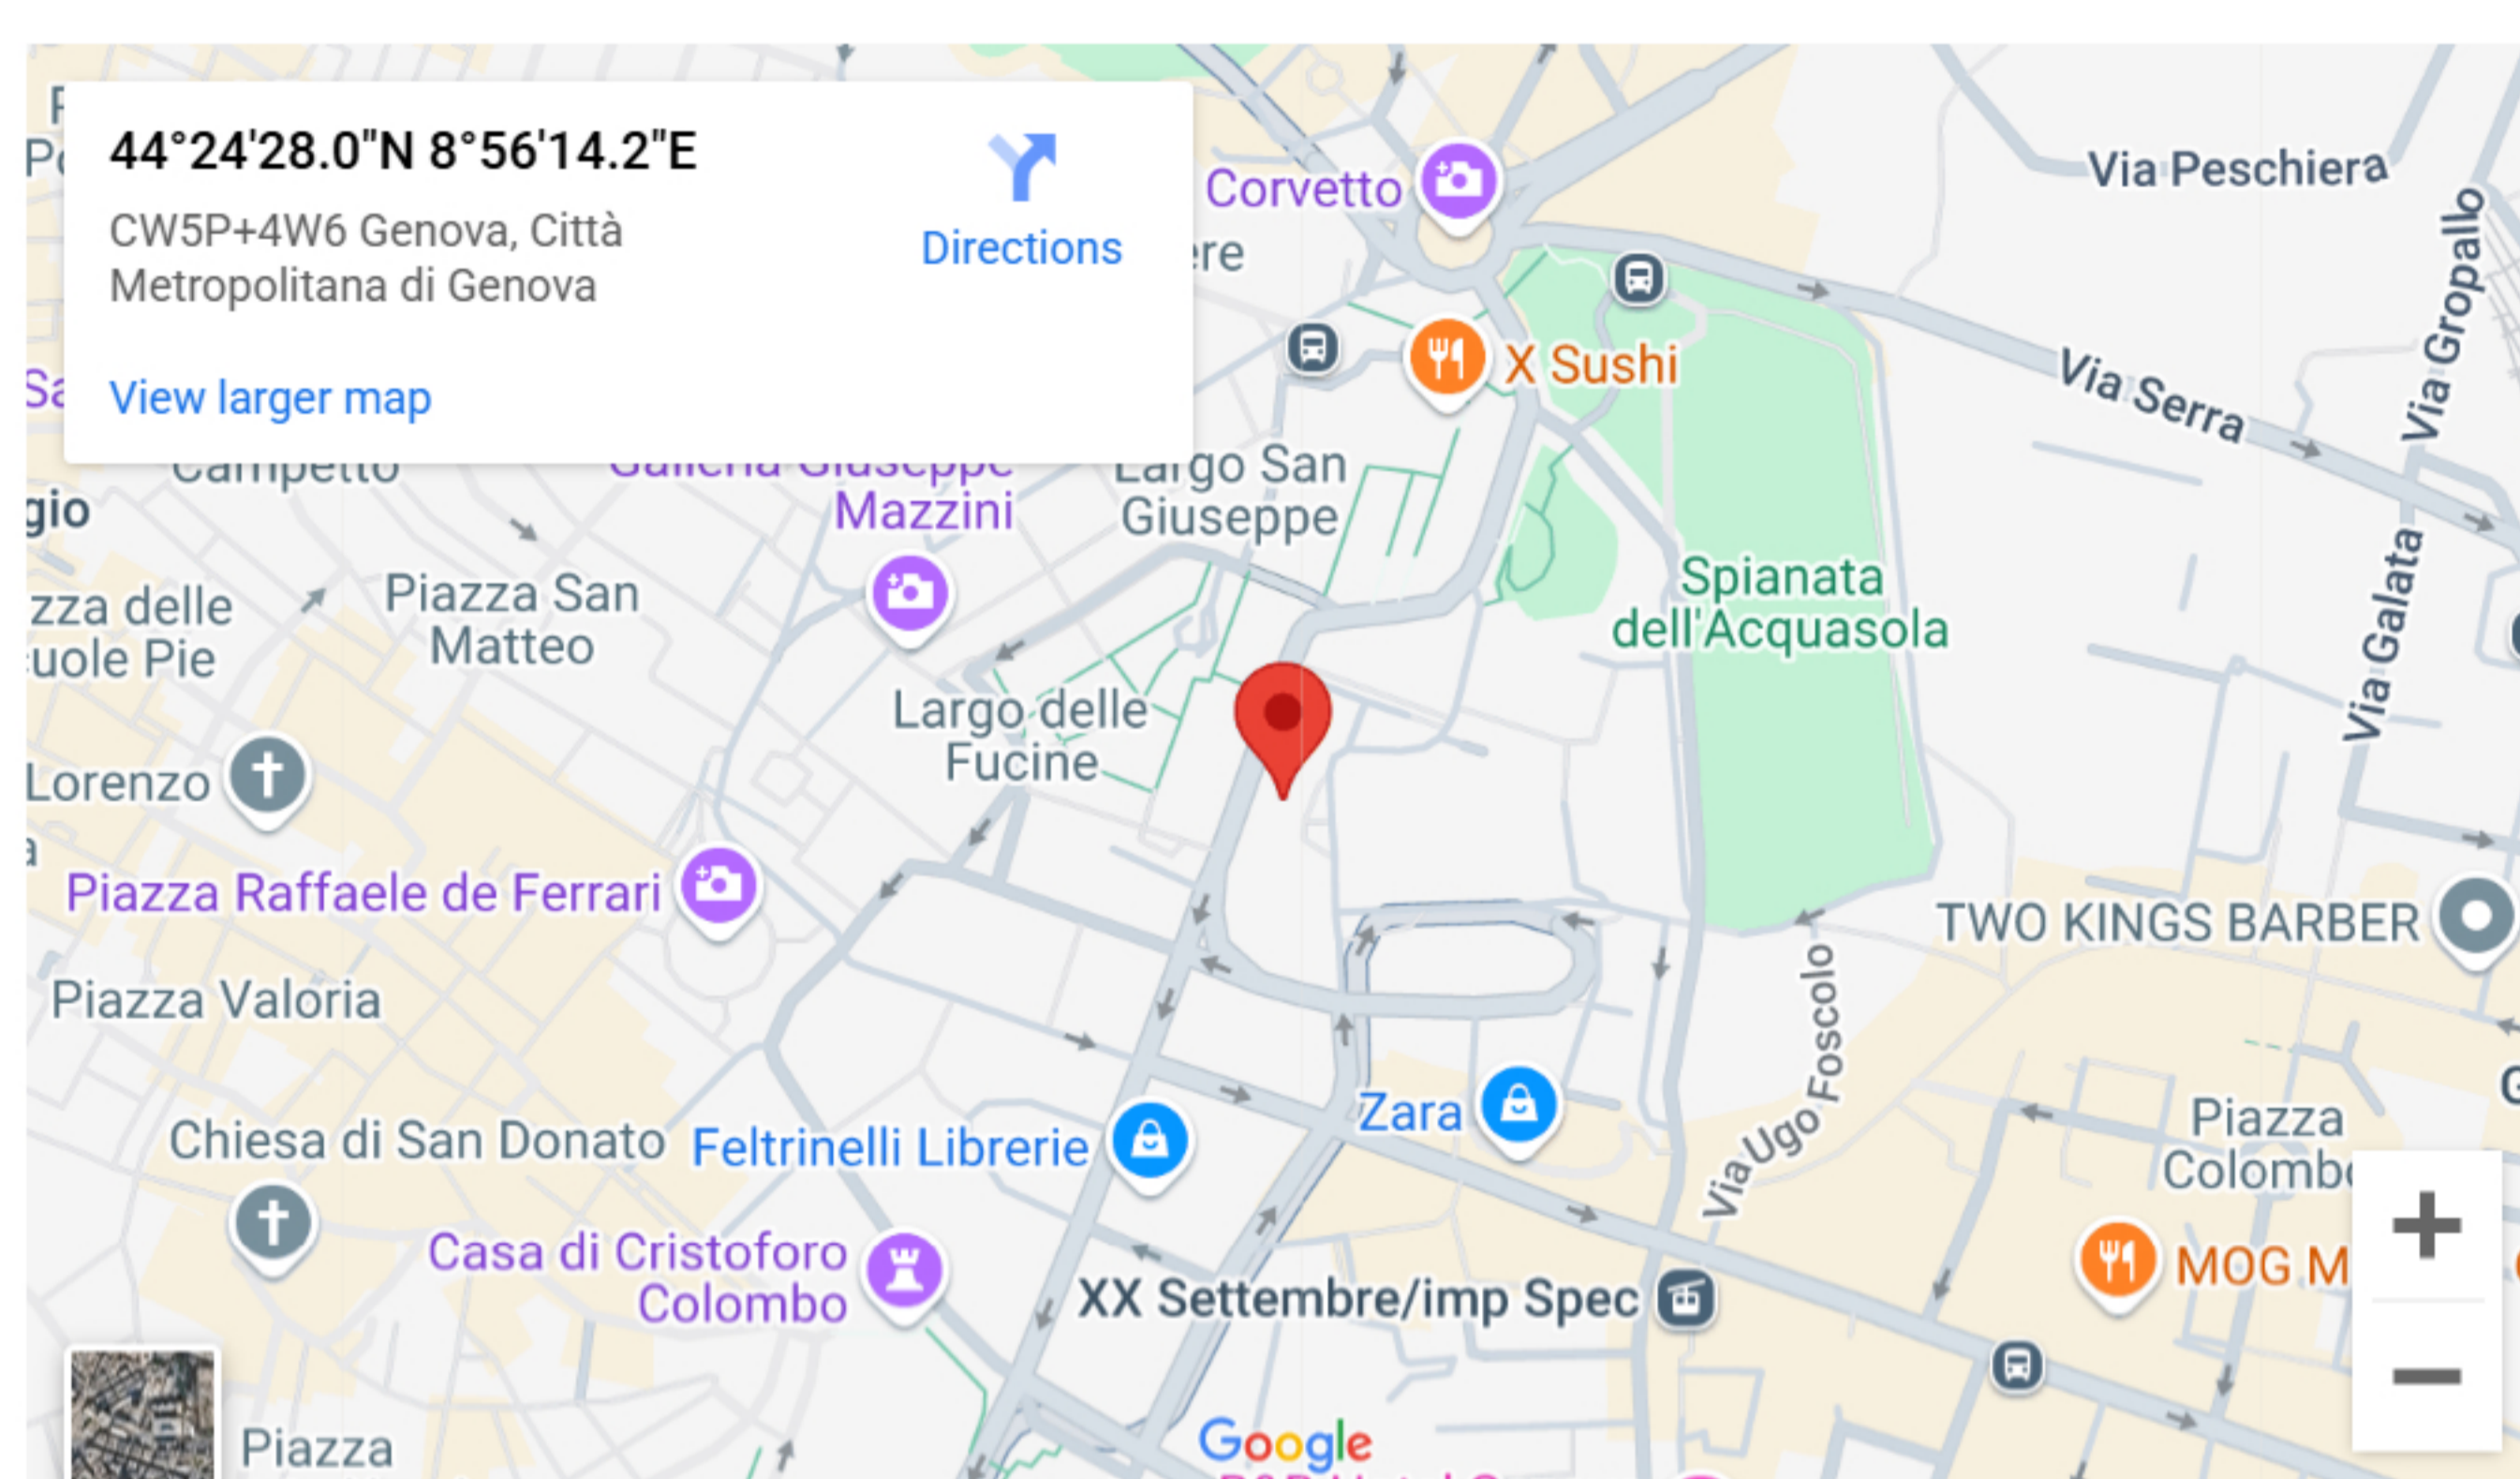 44°24'28.0"N 8°56'14.2"E
CW5P+4W6 Genova, Città
Metropolitana di Genova
Directions
View larger map
Corvetto
Via Peschiera
Via Gropallo
X Sushi
Via Serra
Campetto
Galleria Giuseppe
Mazzini
Largo San
Giuseppe
Piazza San
Matteo
Spianata
dell'Acquasola
Via Galata
Largo delle
Fucine
Lorenzo
Piazza Raffaele de Ferrari
TWO KINGS BARBER
Piazza Valoria
Via Ugo Foscolo
Zara
Chiesa di San Donato
Feltrinelli Librerie
Piazza
Casa di Cristoforo
Colombo
XX Settembre/imp Spec
MOG M
Piazza
Google